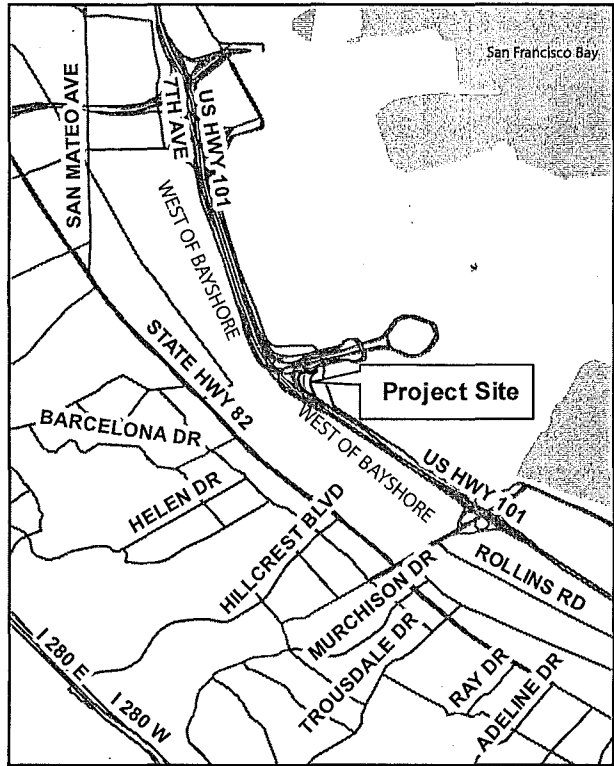 San Francisco Bay
SAN MATEO AVE
7TH AVE
US HWY 101
WEST OF BAYSHORE
STATE HWY 82
Project Site
BARCELONA DR
WEST OF BAYSHORE
US HWY 101
HELEN DR
HILLCREST BLVD
MURCHISON DR
ROLLINS RD
TROUSDALE DR
RAY DR
ADELINE DR
I 280 E
I 280 W